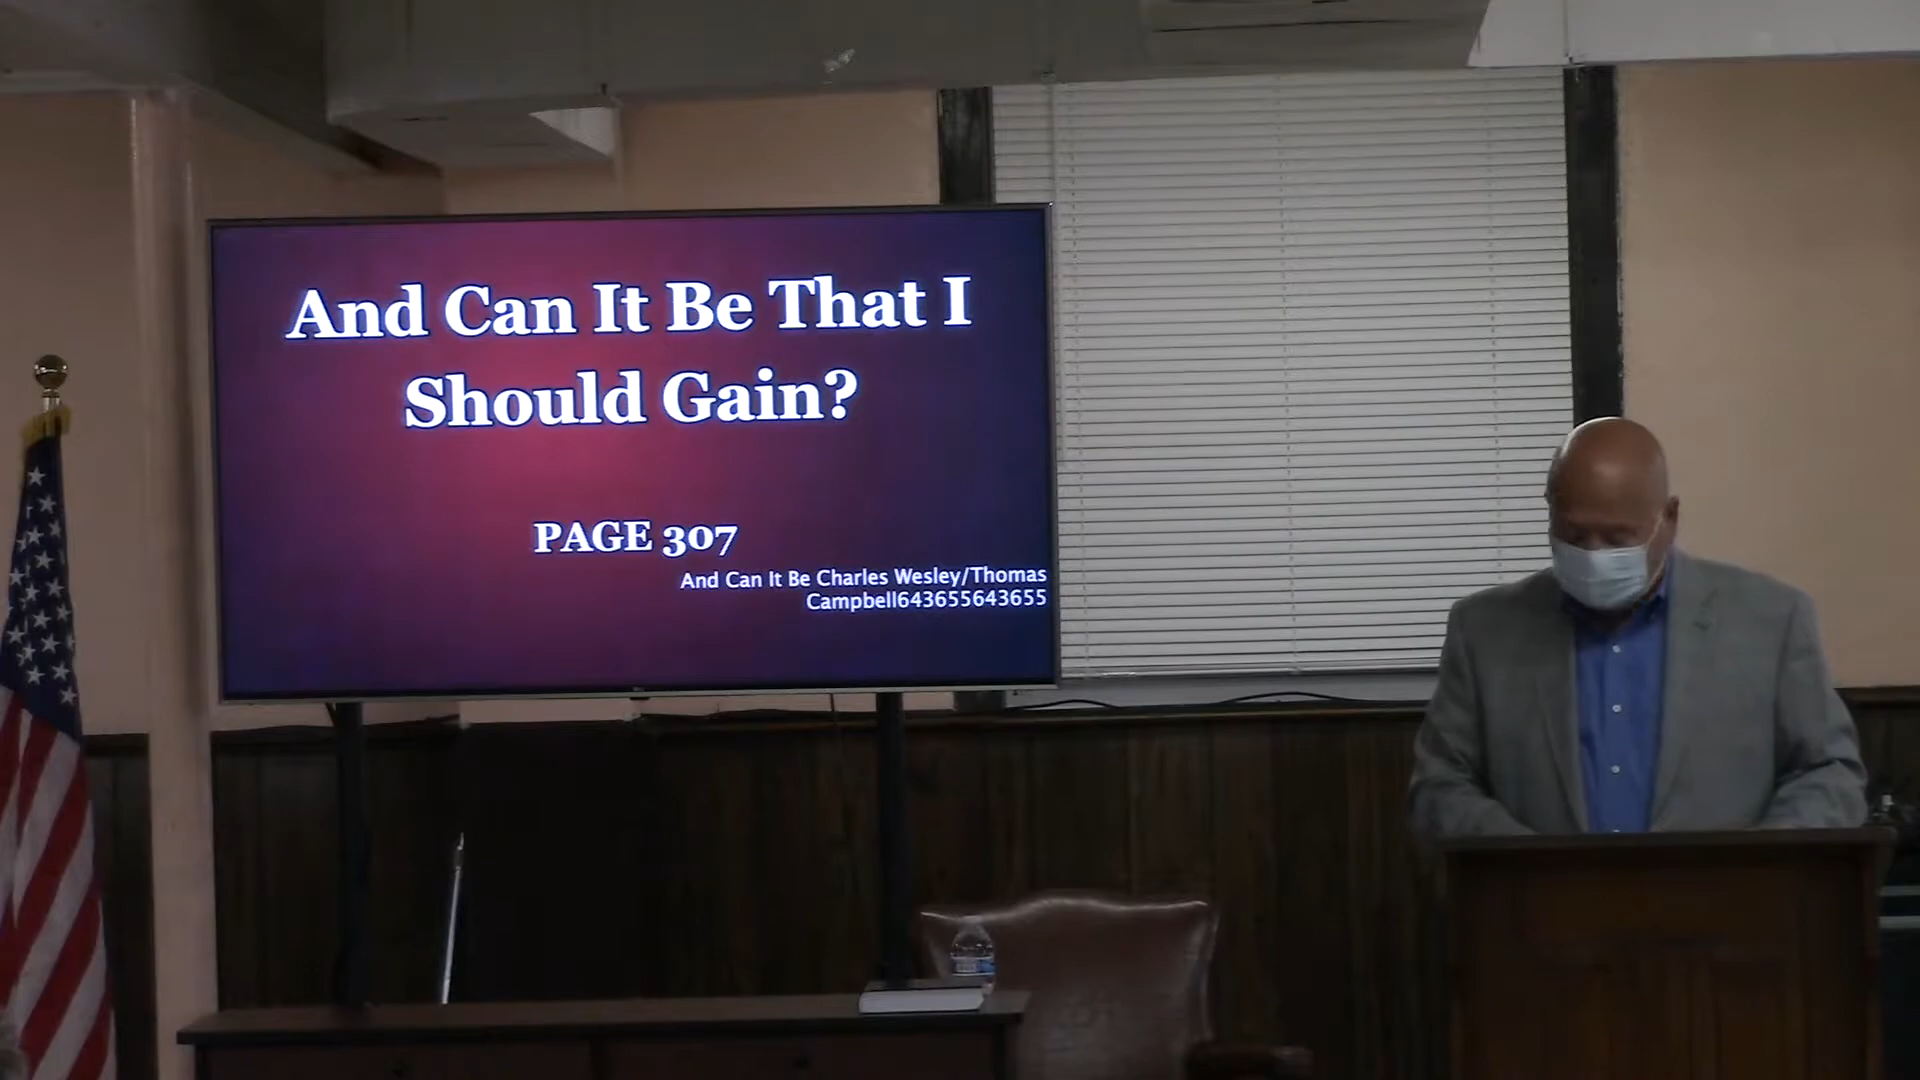 And Can It Be That I
Should Gain?
PAGE 307
And Can It Be Charles Wesley/Thomas
Campbell643655643655